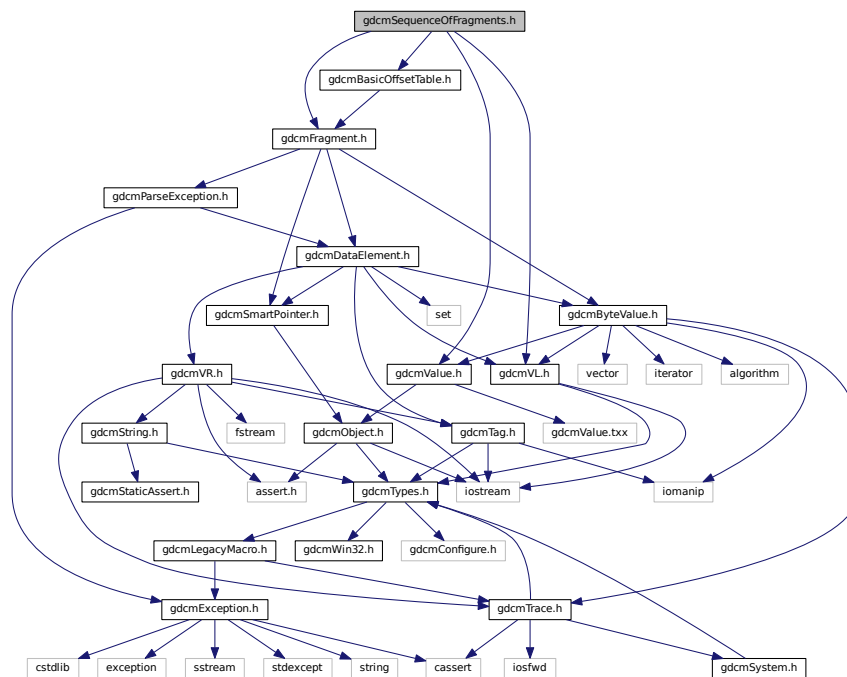 gdcmSequenceOfFragments.h
gdcmBasicOffsetTable.h
gdcmFragment.h
gdcmParseException.h
gdcmDataElement.h
gdcmSmartPointer.h
set
gdcmByteValue.h
gdcmVR.h
gdcmValue.h
gdcmVL.h
vector
iterator
algorithm
gdcmString.h
fstream
gdcmObject.h
gdcmTag.h
gdcmValue.txx
gdcmStaticAssert.h
assert.h
gdcmTypes.h
iostream
iomanip
gdcmLegacyMacro.h
gdcmWin32.h
gdcmConfigure.h
gdcmException.h
gdcmTrace.h
cstdlib
exception
sstream
stdexcept
string
cassert
iosfwd
gdcmSystem.h